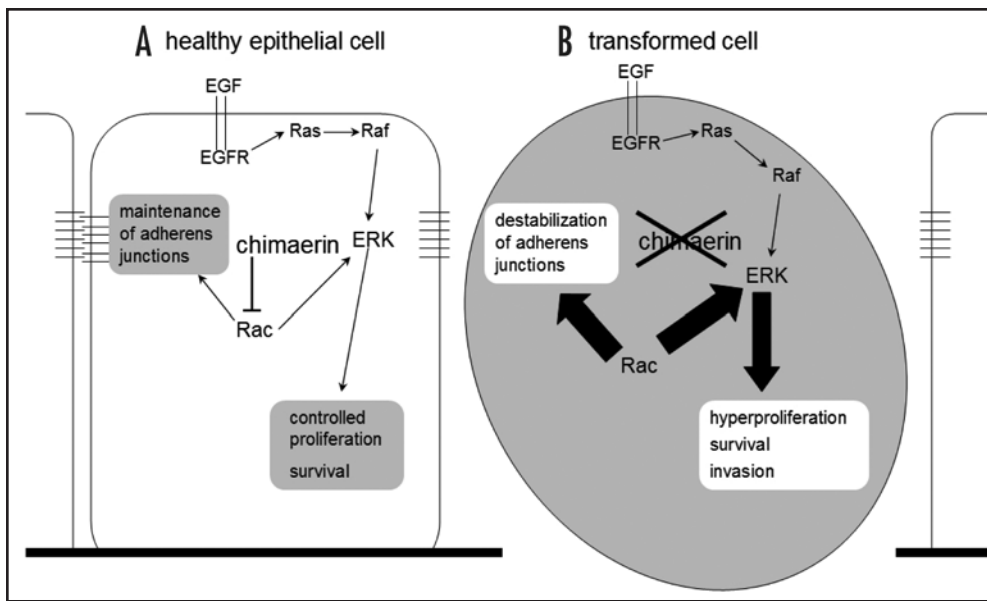 A healthy epithelial cell
EGF
EGFR
Ras
Raf
maintenance
of adherens
junctions
chimaerin
ERK
Rac
controlled
proliferation
survival
B transformed cell
EGF
EGFR
Ras
Raf
destabilization
of adherens
junctions
chimaerin
ERK
Rac
hyperproliferation
survival
invasion